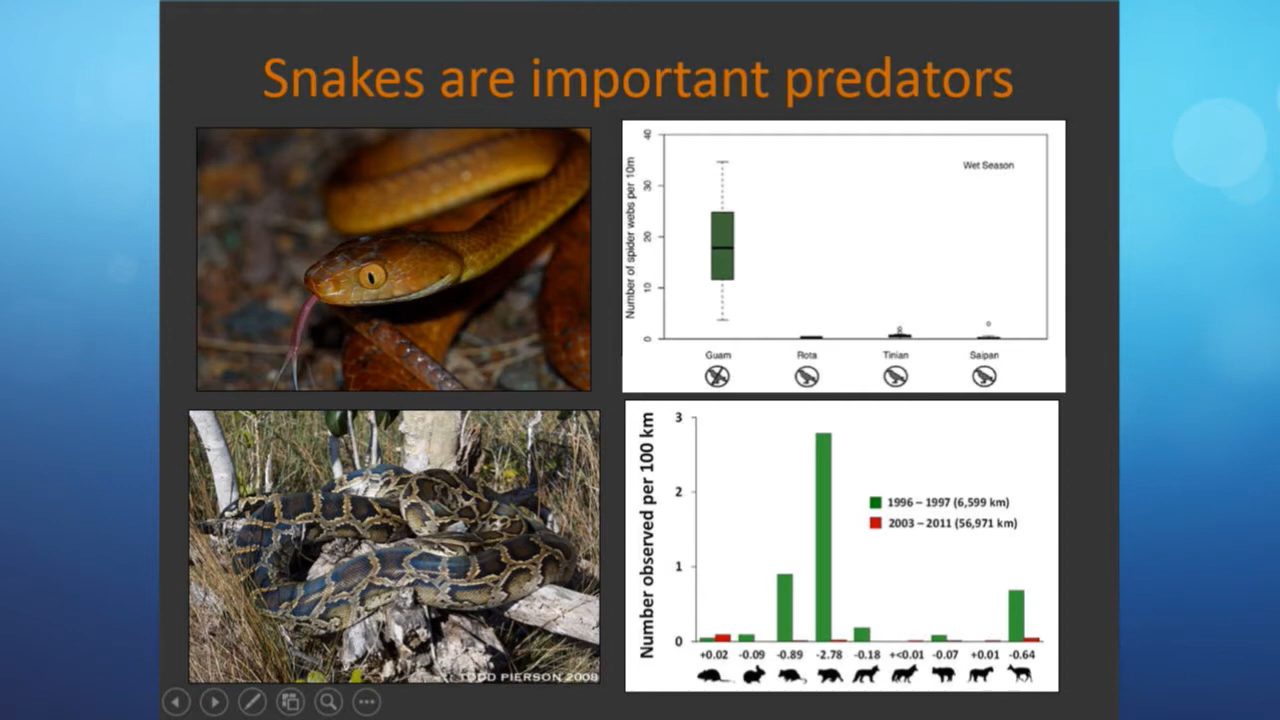 Snakes are important predators
Number of spider webs per 10m
40
30
20
10
0
Wet Season
Guam Rota Tinian Saipan
TODD PIERSON 2008
Number observed per 100 km
3
2
1
0
1996 – 1997 (6,599 km)
2003 – 2011 (56,971 km)
+0.02 -0.09 -0.89 -2.78 -0.18 +<0.01 -0.07 +0.01 -0.64